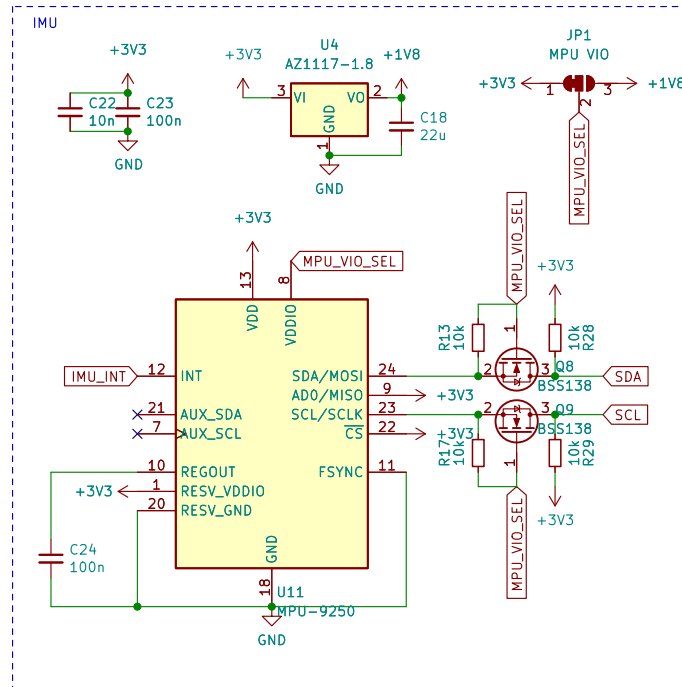 IMU
+3V3
C22
10n
C23
100n
GND
+3V3
U4
AZ1117-1.8
+1V8
3
VI
VO
2
GND
1
C18
22u
GND
JP1
MPU VIO
+3V3
1
2
3
+1V8
MPU_VIO_SEL
+3V3
13
VDD
8
VDDIO
MPU_VIO_SEL
IMU_INT
12
INT
21
AUX_SDA
7
AUX_SCL
10
REGOUT
+3V3
1
RESV_VDDIO
20
RESV_GND
SDA/MOSI
24
AD0/MISO
9
+3V3
SCL/SCLK
23
CS
22
+3V3
FSYNC
11
GND
18
U11
MPU-9250
GND
C24
100n
MPU_VIO_SEL
+3V3
R13
10k
1
10k
R28
2
3
Q8
BSS138
SDA
2
3
Q9
BSS138
SCL
R17
10k
1
10k
R29
MPU_VIO_SEL
+3V3